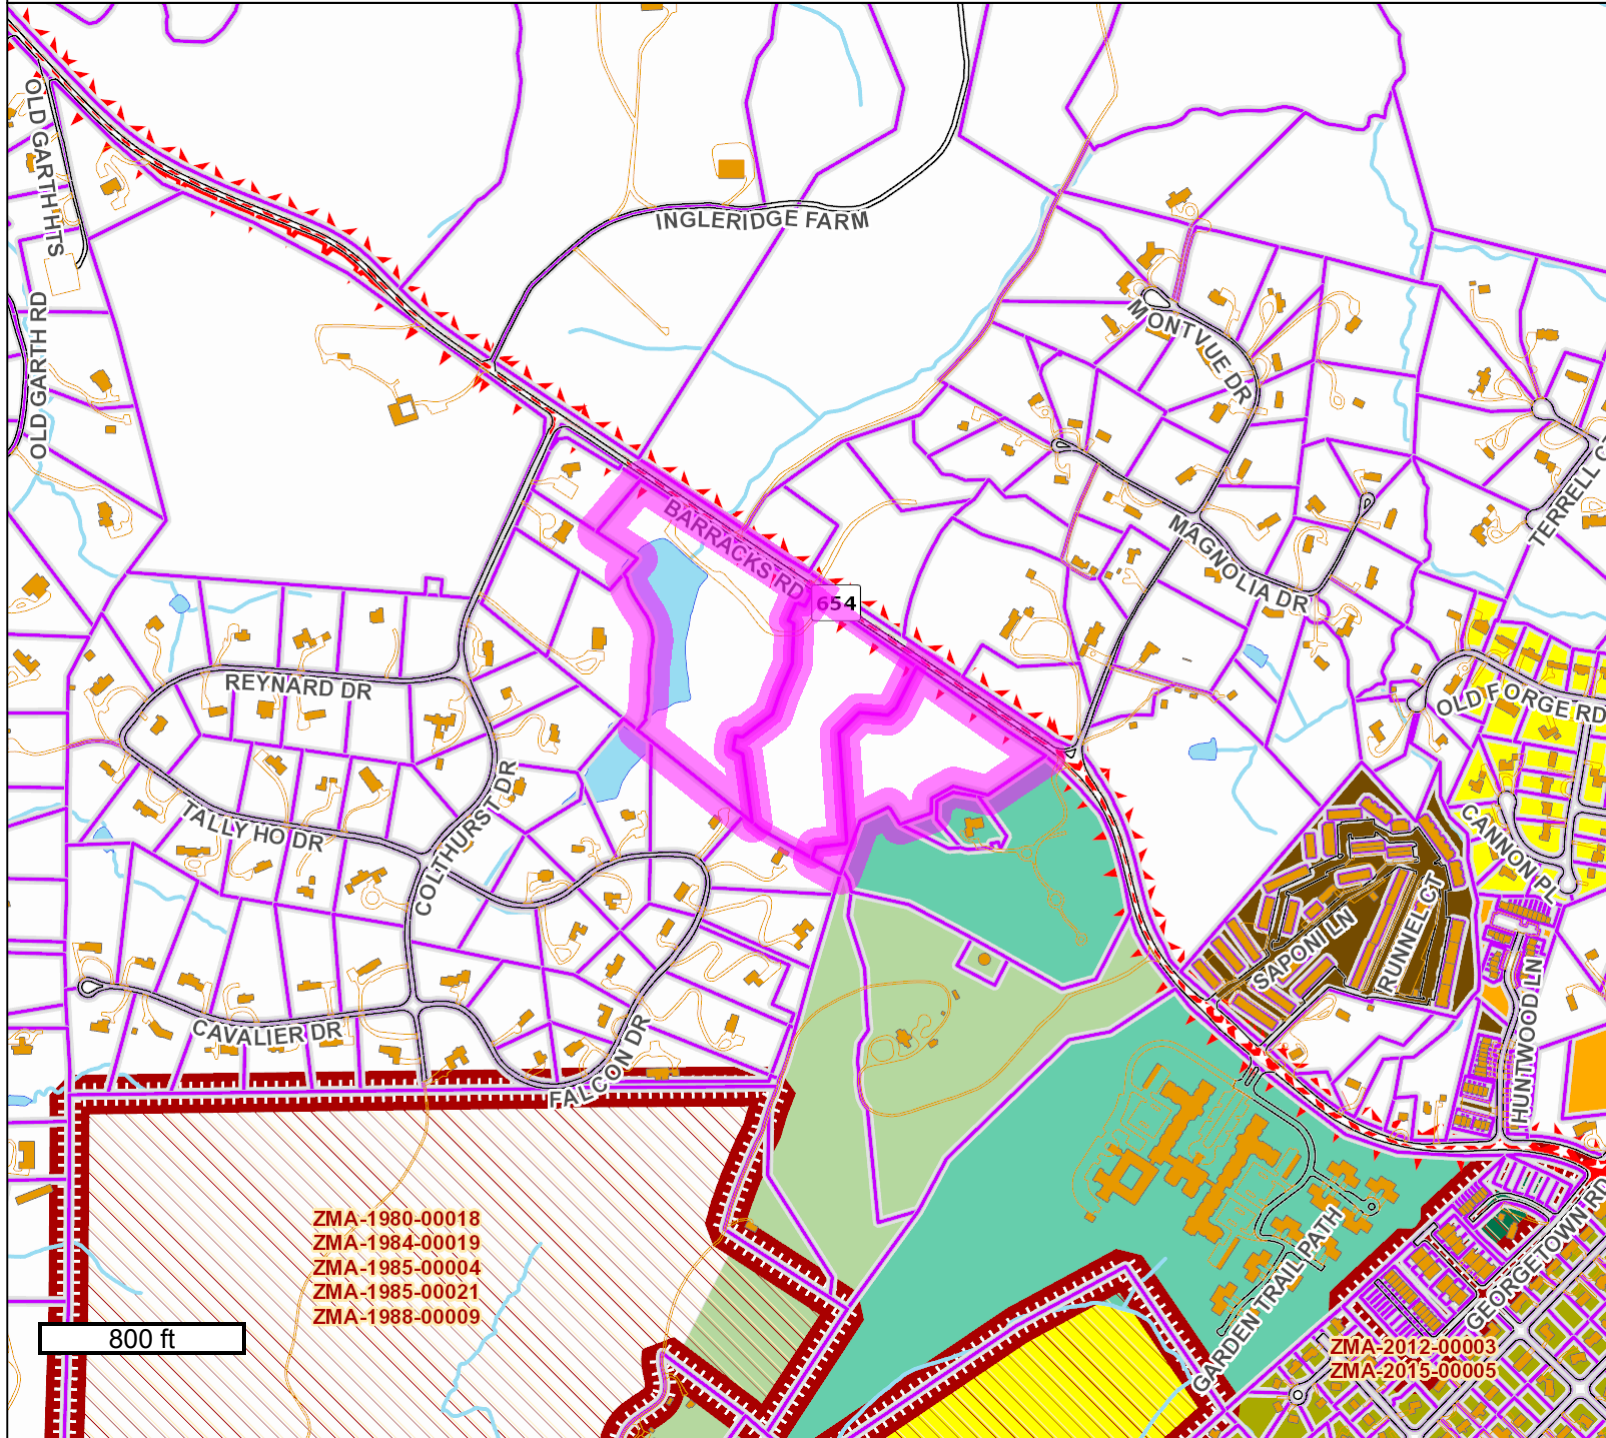 OLD GARTH HTS
INGLERIDGE FARM
OLD GARTH RD
MONTVUE DR
TERRELL C
BARRACKS RD
654
MAGNOLIA DR
REYNARD DR
OLD FORGE RD
TALLY HO DR
COLTHURST DR
CANNON PL
SAPONI LN
RUNNEL CT
HUNTWOOD LN
CAVALIER DR
FALCON DR
ZMA-1980-00018
ZMA-1984-00019
ZMA-1985-00004
ZMA-1985-00021
ZMA-1988-00009
800 ft
GARDEN TRAIL PATH
GEORGETOWN RD
ZMA-2012-00003
ZMA-2015-00005